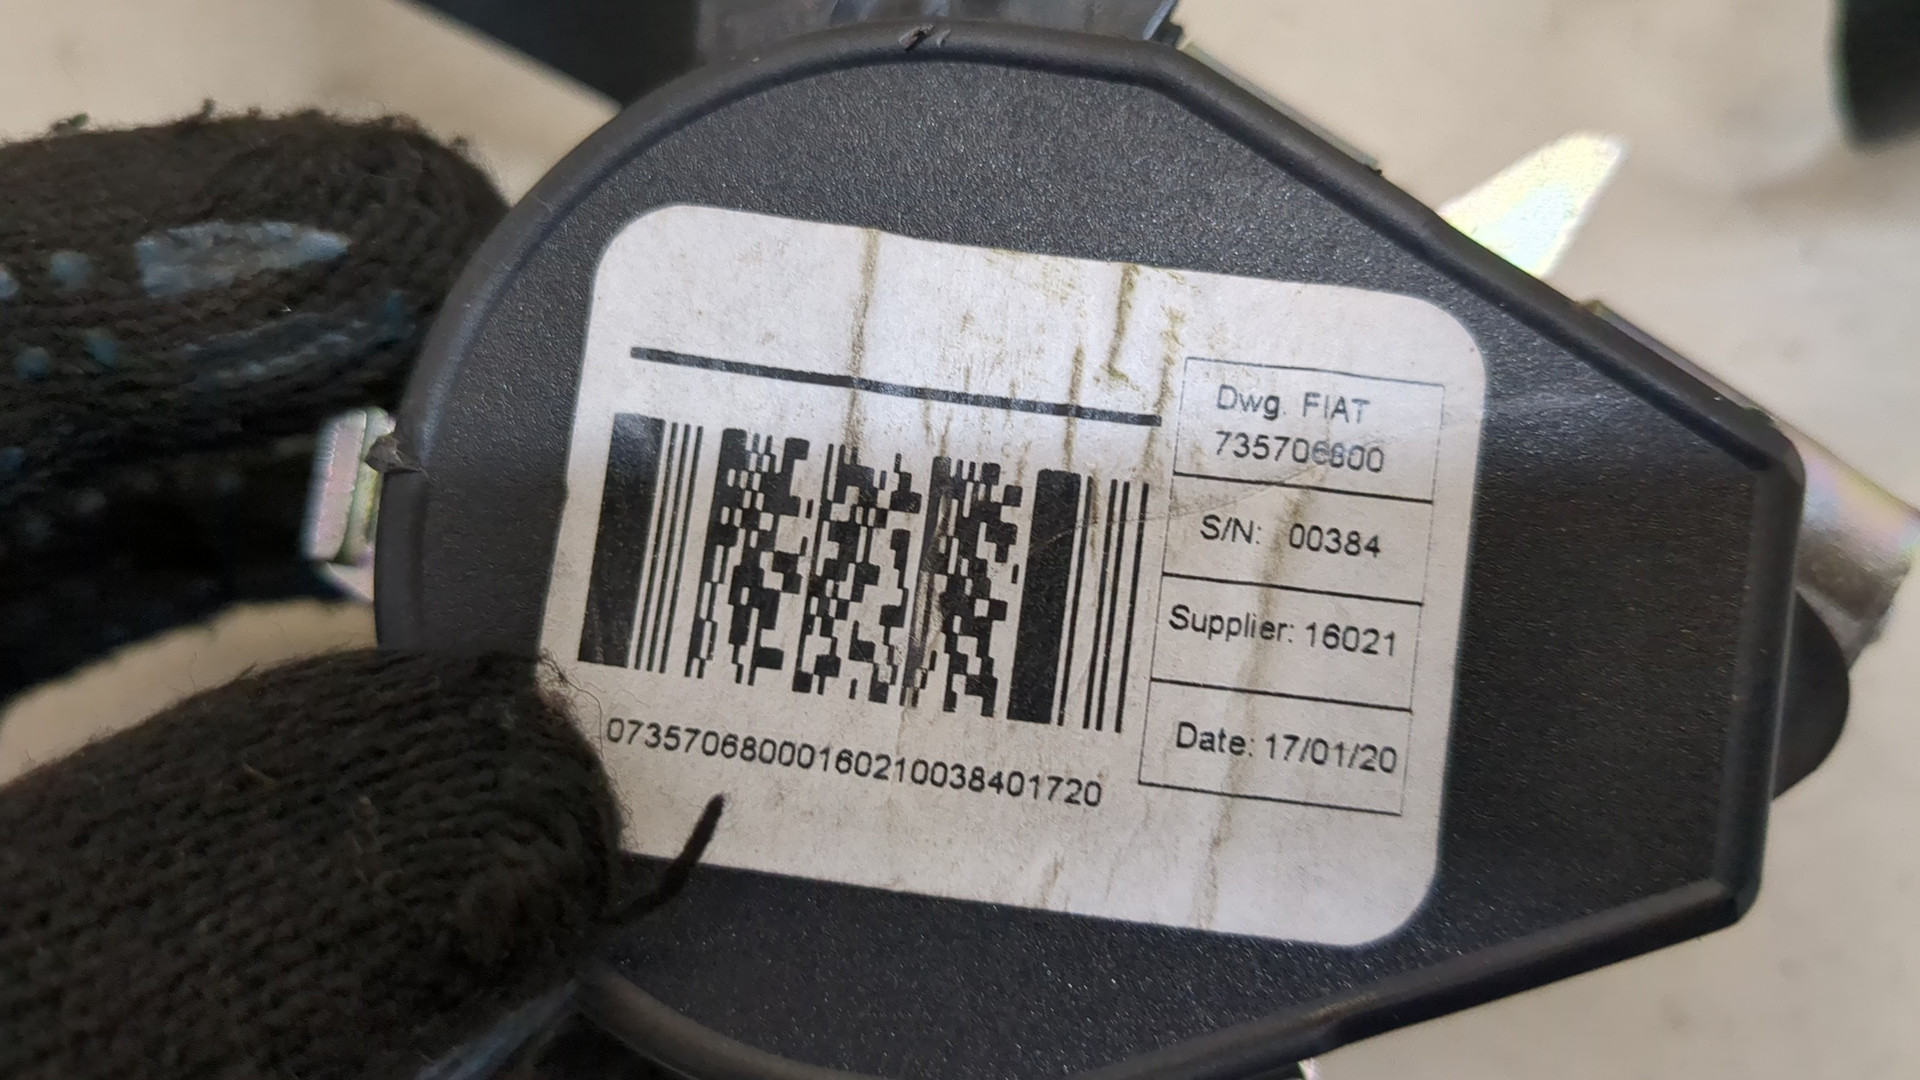 Dwg. FIAT
735706800
S/N: 00384
Supplier: 16021
Date: 17/01/20
07357068000160210038401720